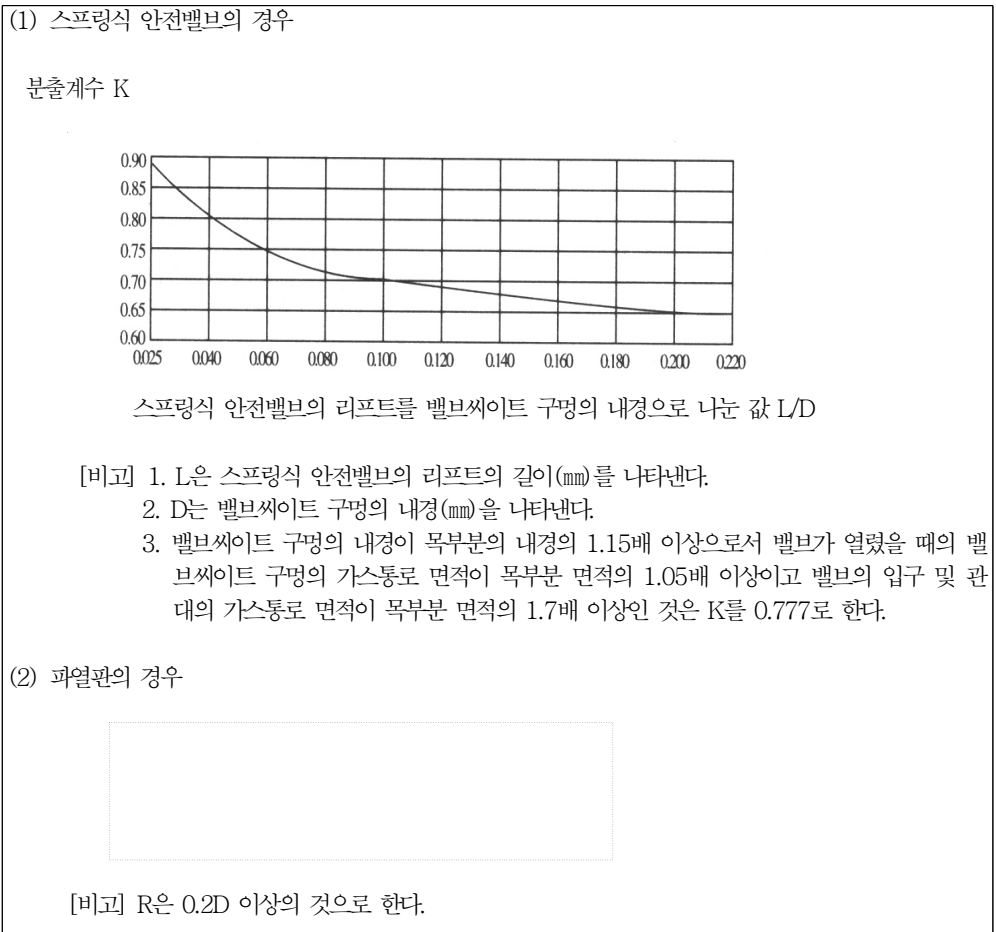 (1) 스프링식 안전밸브의 경우
분출계수 K
0.90
0.85
0.80
0.75
0.70
0.65
0.60
0.025 0.040 0.060 0.080 0.100 0.120 0.140 0.160 0.180 0.200 0.220
스프링식 안전밸브의 리프트를 밸브씨이트 구멍의 내경으로 나눈 값 L/D
[비고] 1. L은 스프링식 안전밸브의 리프트의 길이(㎜)를 나타낸다.
2. D는 밸브씨이트 구멍의 내경(㎜)을 나타낸다.
3. 밸브씨이트 구멍의 내경이 목부분의 내경의 1.15배 이상으로서 밸브가 열렸을 때의 밸
브씨이트 구멍의 가스통로 면적이 목부분 면적의 1.05배 이상이고 밸브의 입구 및 관
대의 가스통로 면적이 목부분 면적의 1.7배 이상인 것은 K를 0.777로 한다.
(2) 파열판의 경우
[비고] R은 0.2D 이상의 것으로 한다.